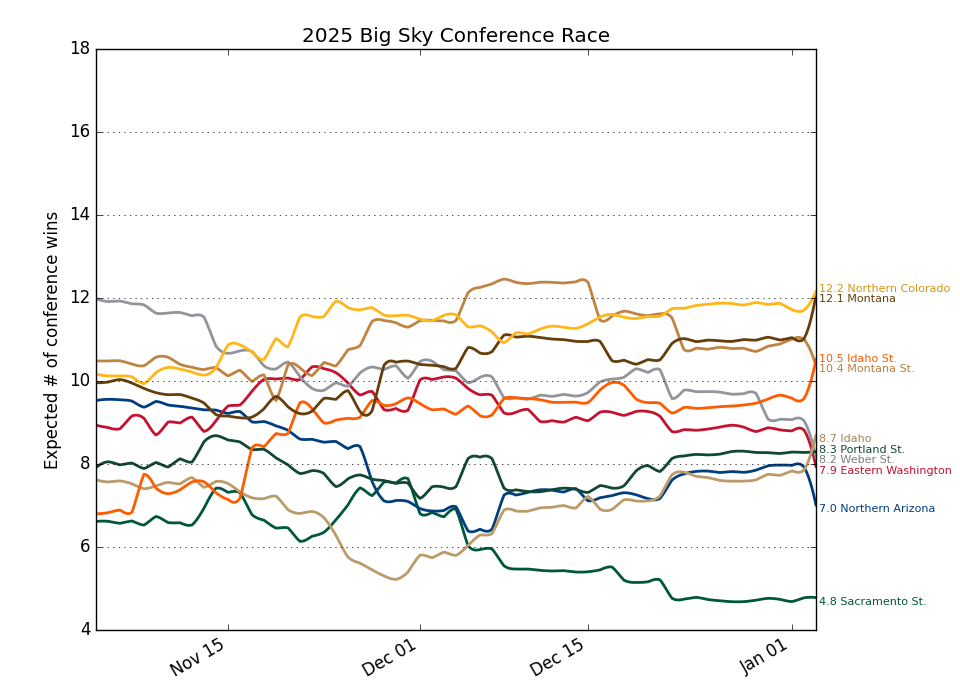 2025 Big Sky Conference Race
Expected # of conference wins
18
16
14
12
10
8
6
4
Nov 15
Dec 01
Dec 15
Jan 01
12.2 Northern Colorado
12.1 Montana
10.5 Idaho St.
10.4 Montana St.
8.7 Idaho
8.3 Portland St.
8.2 Weber St.
7.9 Eastern Washington
7.0 Northern Arizona
4.8 Sacramento St.